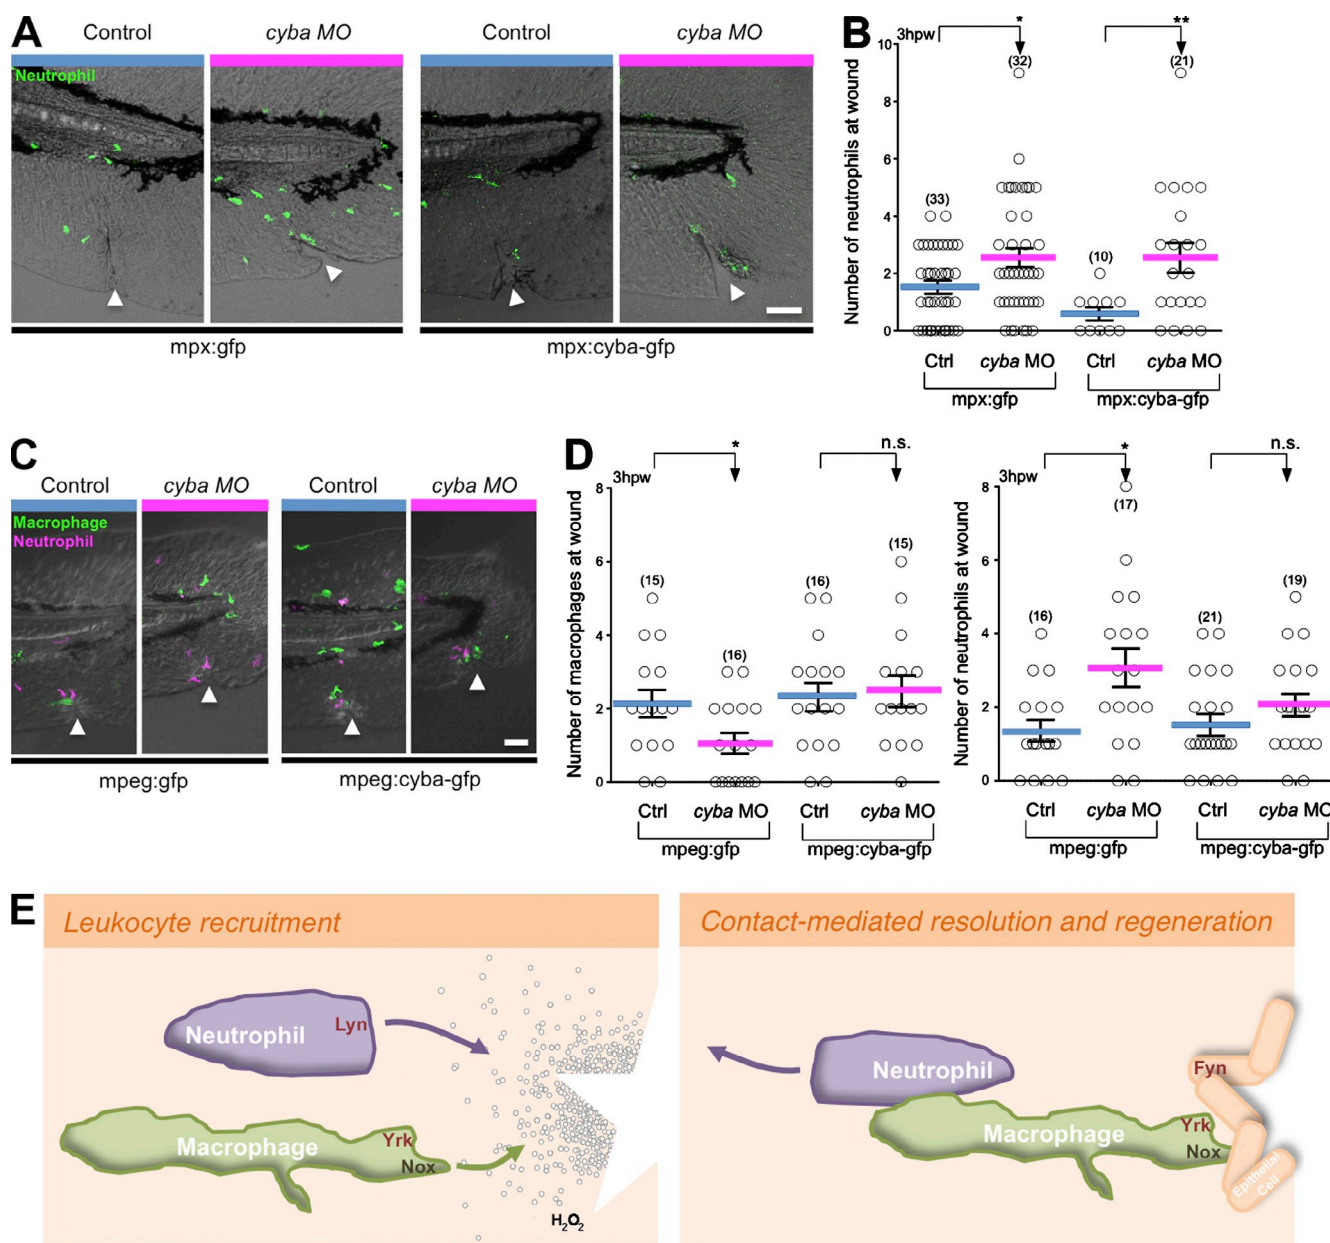 A
Control
cyba MO
Control
cyba MO
Neutrophil
mpx:gfp
mpx:cyba-gfp
B
3hpw
*
**
Number of neutrophils at wound
10
8
6
4
2
0
(33)
(32)
(10)
(21)
Ctrl
cyba MO
Ctrl
cyba MO
mpx:gfp
mpx:cyba-gfp
C
Control
cyba MO
Control
cyba MO
Macrophage
Neutrophil
mpeg:gfp
mpeg:cyba-gfp
D
3hpw
*
n.s.
Number of macrophages at wound
8
6
4
2
0
(15)
(16)
(16)
(15)
Ctrl
cyba MO
Ctrl
cyba MO
mpeg:gfp
mpeg:cyba-gfp
3hpw
*
n.s.
Number of neutrophils at wound
8
6
4
2
0
(16)
(17)
(21)
(19)
Ctrl
cyba MO
Ctrl
cyba MO
mpeg:gfp
mpeg:cyba-gfp
E
Leukocyte recruitment
Neutrophil
Lyn
Macrophage
Yrk
Nox
H2O2
Contact-mediated resolution and regeneration
Neutrophil
Fyn
Macrophage
Yrk
Nox
Epithelial
Cell